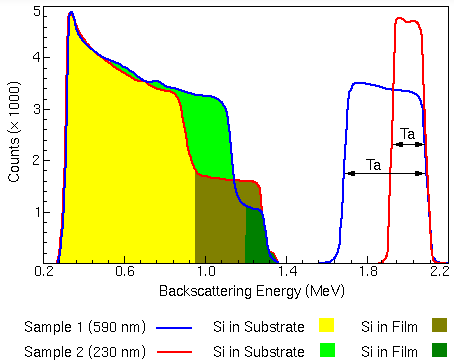 5
4
3
2
1
Counts (× 1000)
Ta
Ta
0.2 0.6 1.0 1.4 1.8 2.2
Backscattering Energy (MeV)
Sample 1 (590 nm) Si in Substrate Si in Film
Sample 2 (230 nm) Si in Substrate Si in Film